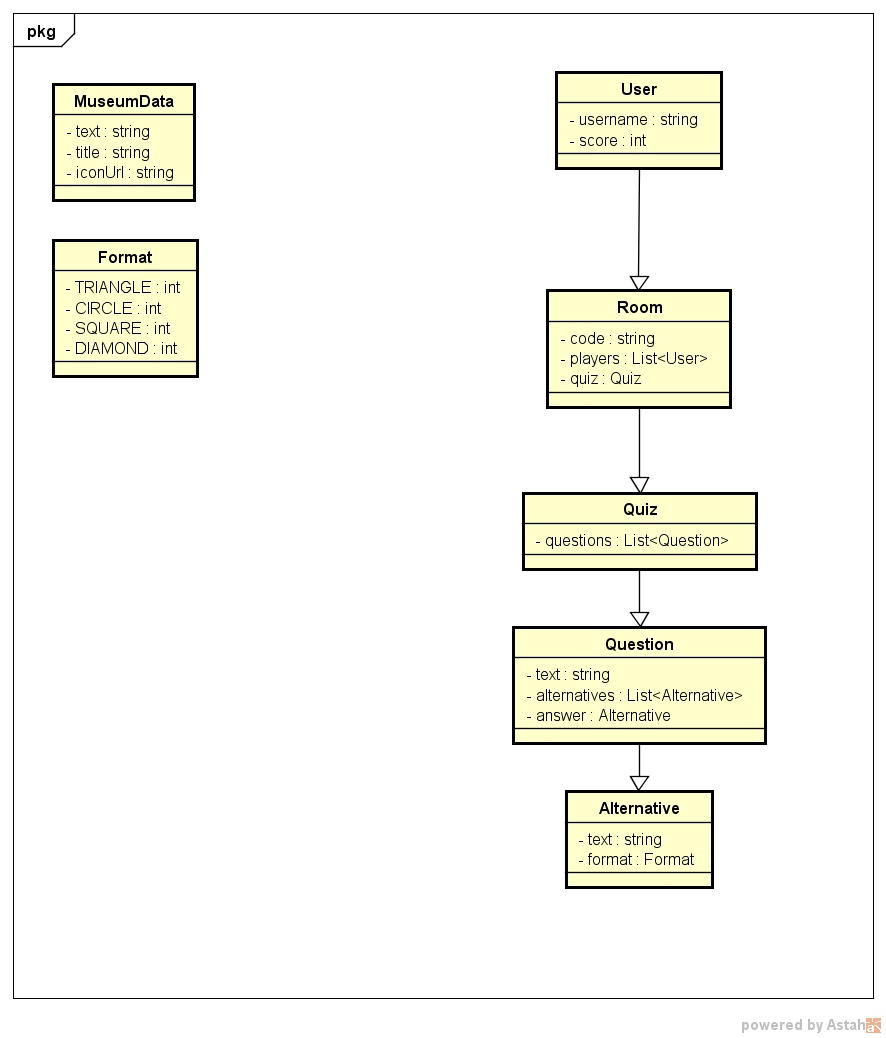 pkg
MuseumData
- text : string
- title : string
- iconUrl : string
Format
- TRIANGLE : int
- CIRCLE : int
- SQUARE : int
- DIAMOND : int
User
- username : string
- score : int
Room
- code : string
- players : List<User>
- quiz : Quiz
Quiz
- questions : List<Question>
Question
- text : string
- alternatives : List<Alternative>
- answer : Alternative
Alternative
- text : string
- format : Format
powered by Astah